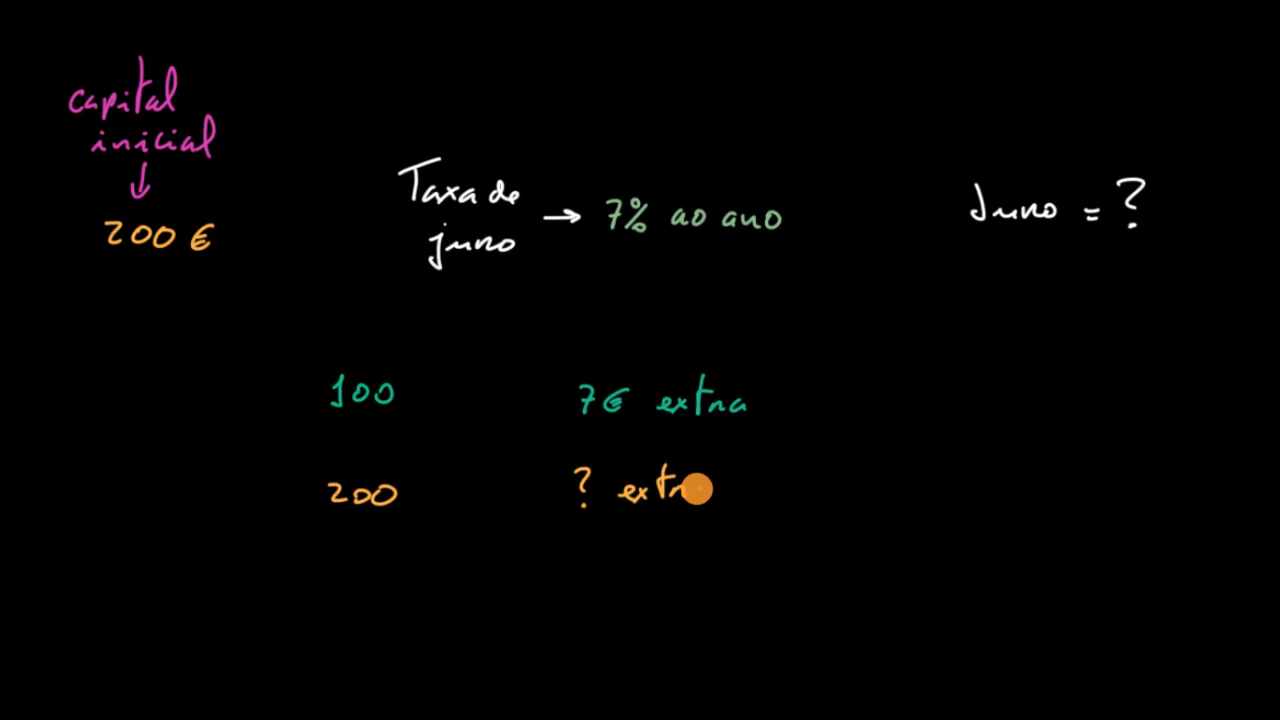 capital
inicial
↓
200 €
Taxa de
juro → 7% ao ano
Juro = ?
100 7€ extra
200 ? extr